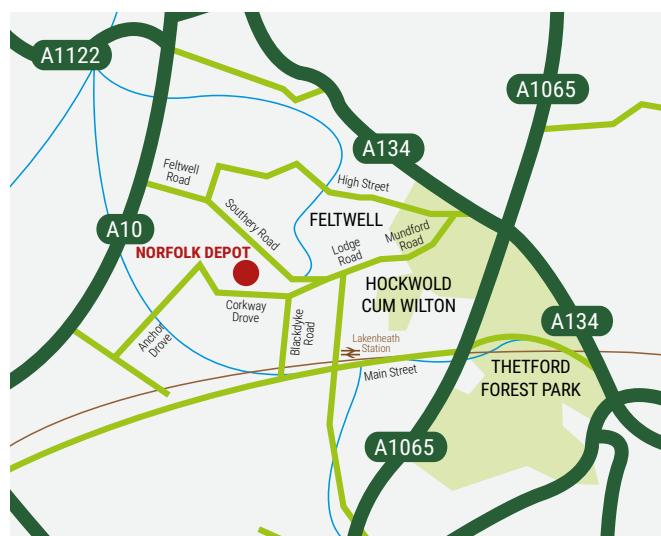 A1122
A1065
A134
Feltwell
Road
High Street
Southery Road
FELTWELL
Mundford
Road
A10
Lodge
Road
NORFOLK DEPOT
HOCKWOLD
CUM WILTON
Corkway
Drove
Blackdyke
Road
Anchor
Drove
Lakenheath
Station
A134
Main Street
THETFORD
FOREST PARK
A1065